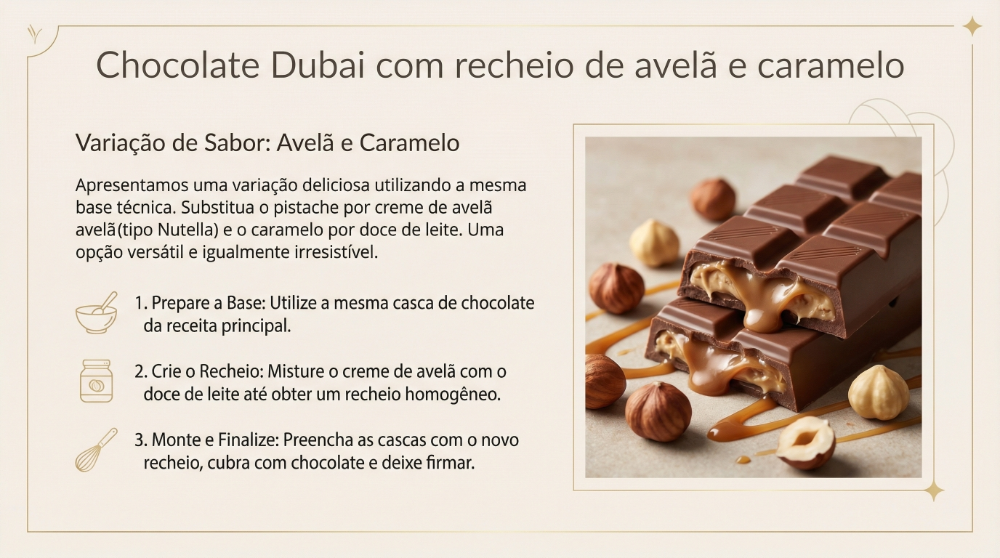 Chocolate Dubai com recheio de avelã e caramelo
Variação de Sabor: Avelã e Caramelo
Apresentamos uma variação deliciosa utilizando a mesma
base técnica. Substitua o pistache por creme de avelã
avelã(tipo Nutella) e o caramelo por doce de leite. Uma
opção versátil e igualmente irresistível.
1. Prepare a Base: Utilize a mesma casca de chocolate
da receita principal.
2. Crie o Recheio: Misture o creme de avelã com o
doce de leite até obter um recheio homogêneo.
3. Monte e Finalize: Preencha as cascas com o novo
recheio, cubra com chocolate e deixe firmar.